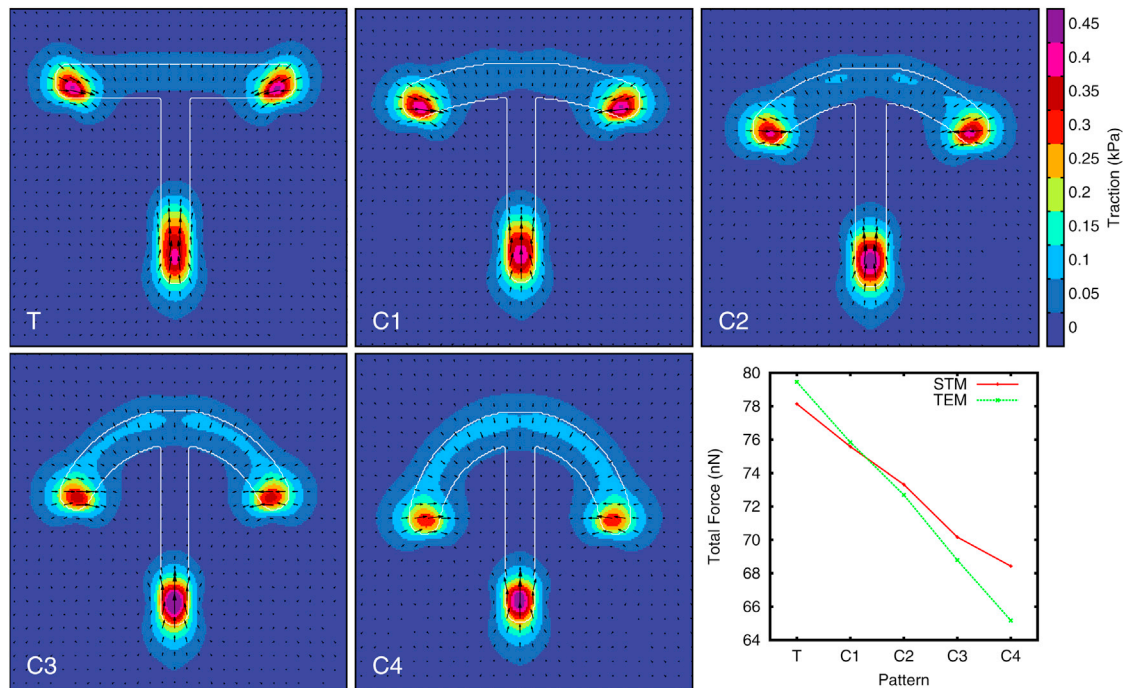 T
C1
C2
0.45
0.4
0.35
0.3
0.25
0.2
0.15
0.1
0.05
0
Traction (kPa)
C3
C4
80
78
76
74
72
70
68
66
64
Total Force (nN)
STM
TEM
T C1 C2 C3 C4
Pattern